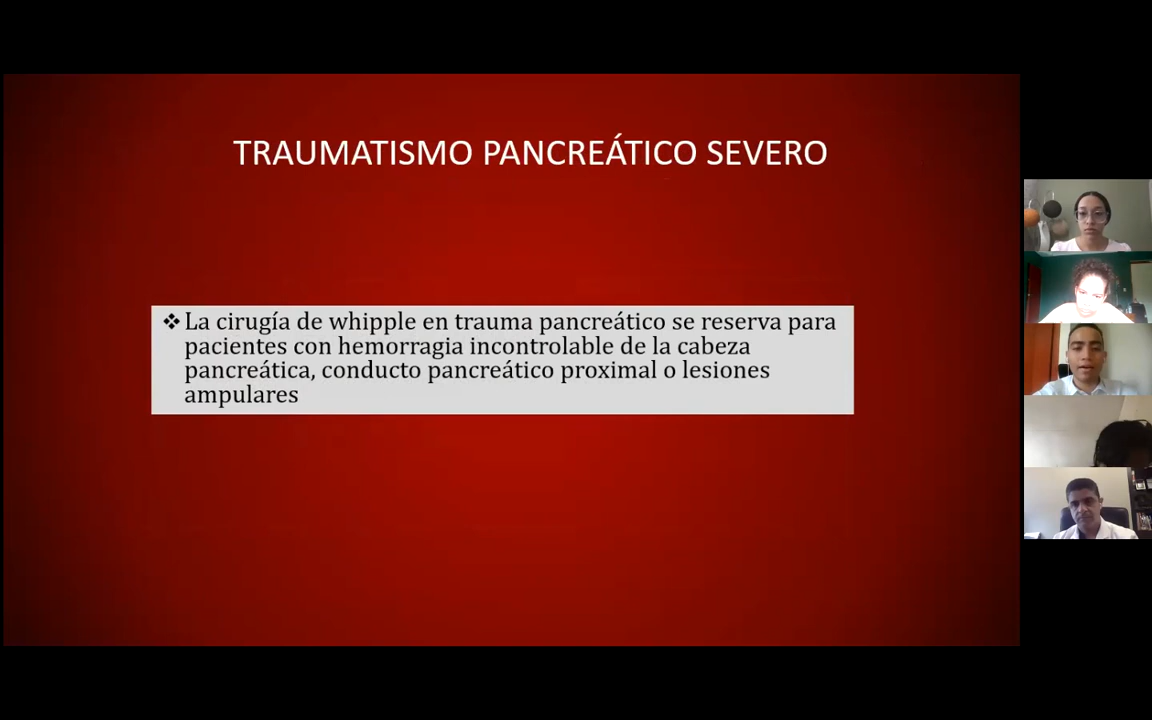 TRAUMATISMO PANCREÁTICO SEVERO
❖ La cirugía de whipple en trauma pancreático se reserva para
pacientes con hemorragia incontrolable de la cabeza
pancreática, conducto pancreático proximal o lesiones
ampulares